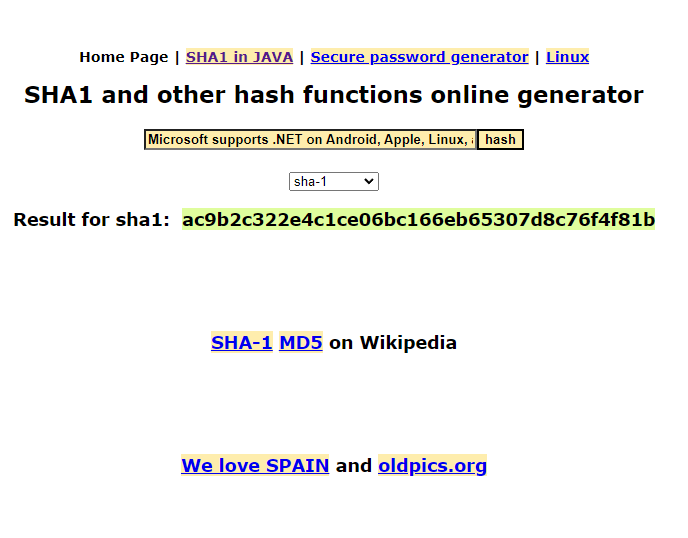 Home Page | SHA1 in JAVA | Secure password generator | Linux
SHA1 and other hash functions online generator
Microsoft supports .NET on Android, Apple, Linux, hash
sha-1
Result for sha1: ac9b2c322e4c1ce06bc166eb65307d8c76f4f81b
SHA-1 MD5 on Wikipedia
We love SPAIN and oldpics.org